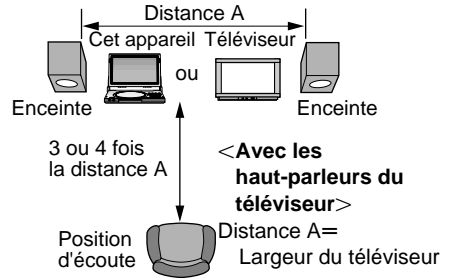 Distance A
Cet appareil Téléviseur
ou
Enceinte
Enceinte
3 ou 4 fois
la distance A
<Avec les
haut-parleurs du
téléviseur>
Position
d'écoute
Distance A=
Largeur du téléviseur